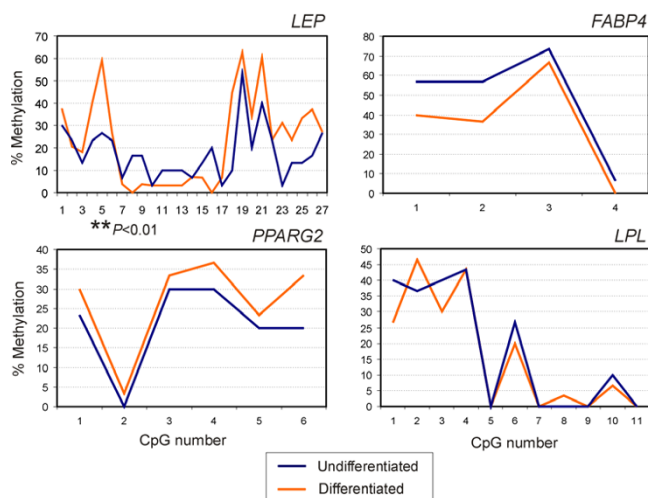 LEP
FABP4
70
60
50
40
30
20
10
0
% Methylation
1 3 5 7 9 11 13 15 17 19 21 23 25 27
**P<0.01
80
70
60
50
40
30
20
10
0
1 2 3 4
PPARG2
LPL
40
35
30
25
20
15
10
5
0
% Methylation
1 2 3 4 5 6
CpG number
50
45
40
35
30
25
20
15
10
5
0
1 2 3 4 5 6 7 8 9 10 11
CpG number
Undifferentiated
Differentiated